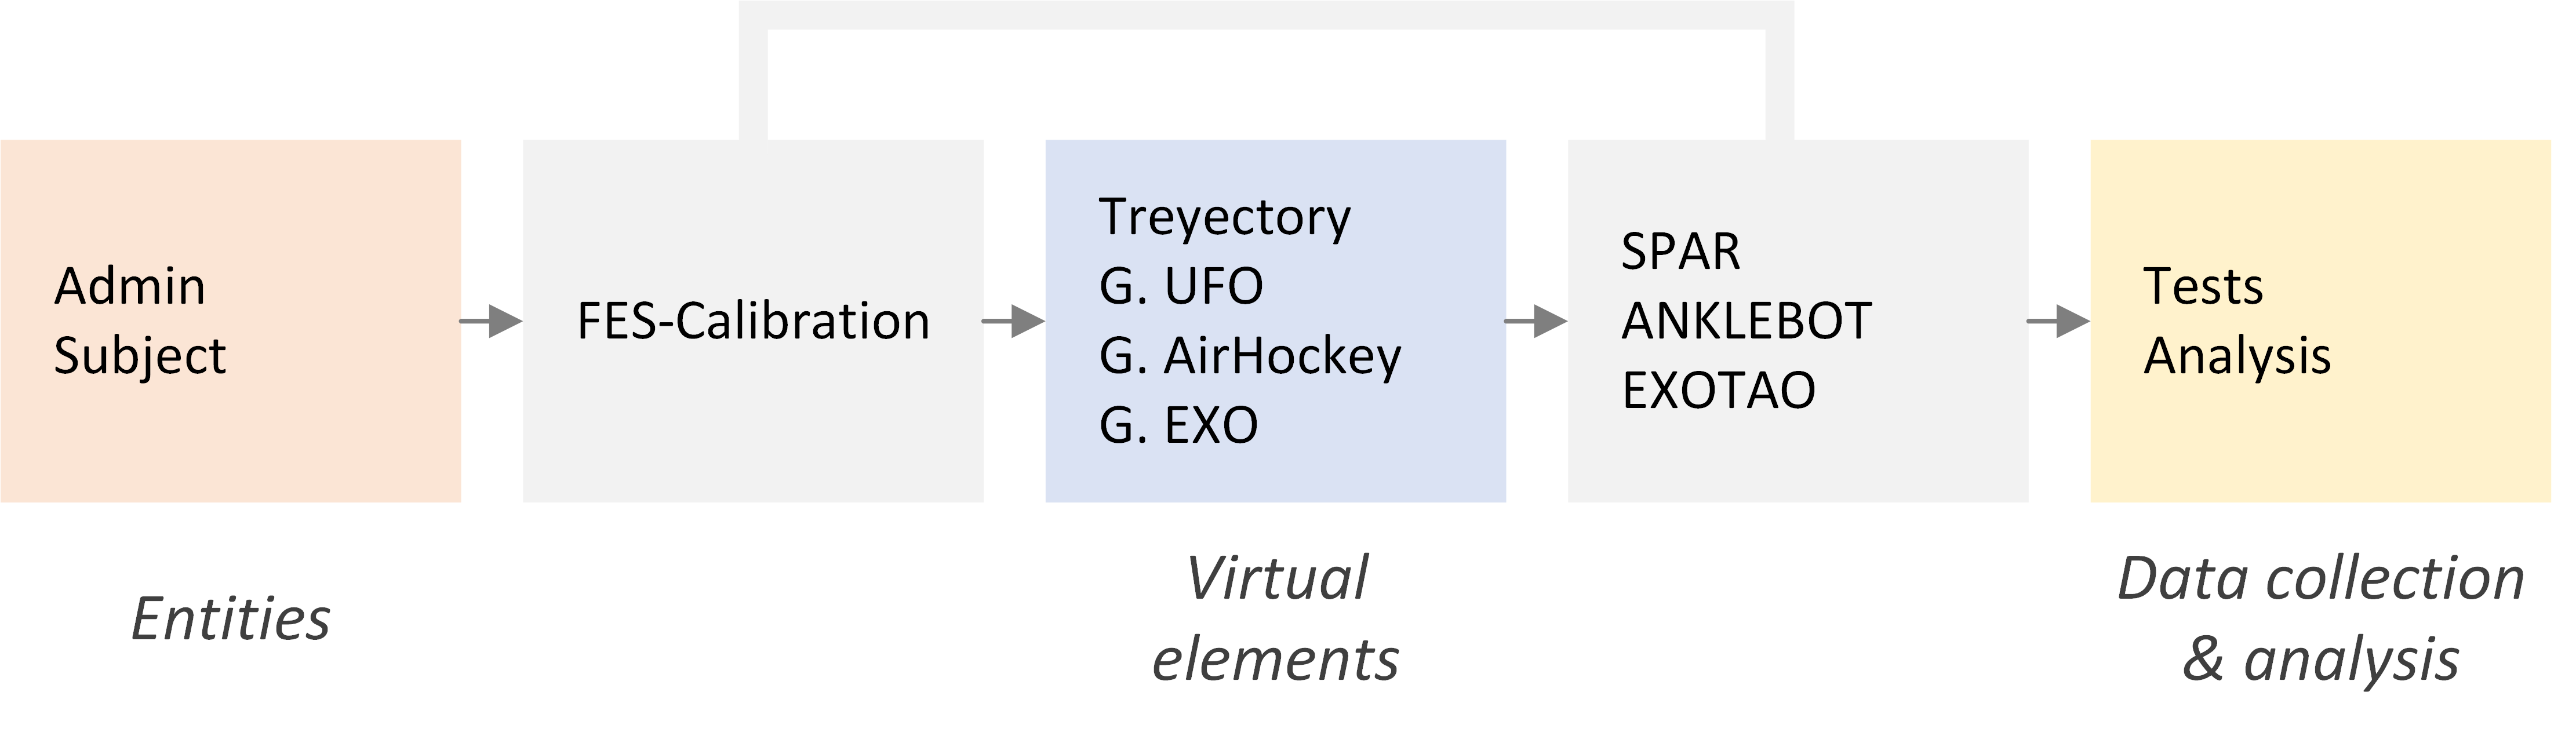 Admin
Subject
FES-Calibration
Treyectory
G. UFO
G. AirHockey
G. EXO
SPAR
ANKLEBOT
EXOTAO
Tests
Analysis
Entities
Virtual
elements
Data collection
& analysis